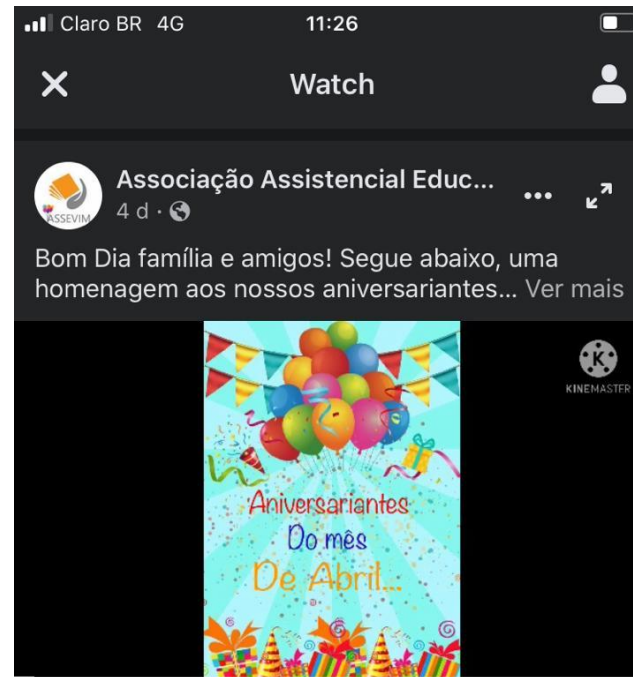 Claro BR 4G 11:26
Watch
Associação Assistencial Educ...
4 d ·
ASSEVIM
Bom Dia família e amigos! Segue abaixo, uma
homenagem aos nossos aniversariantes... Ver mais
KINEMASTER
Aniversariantes
Do mês
De Abril...